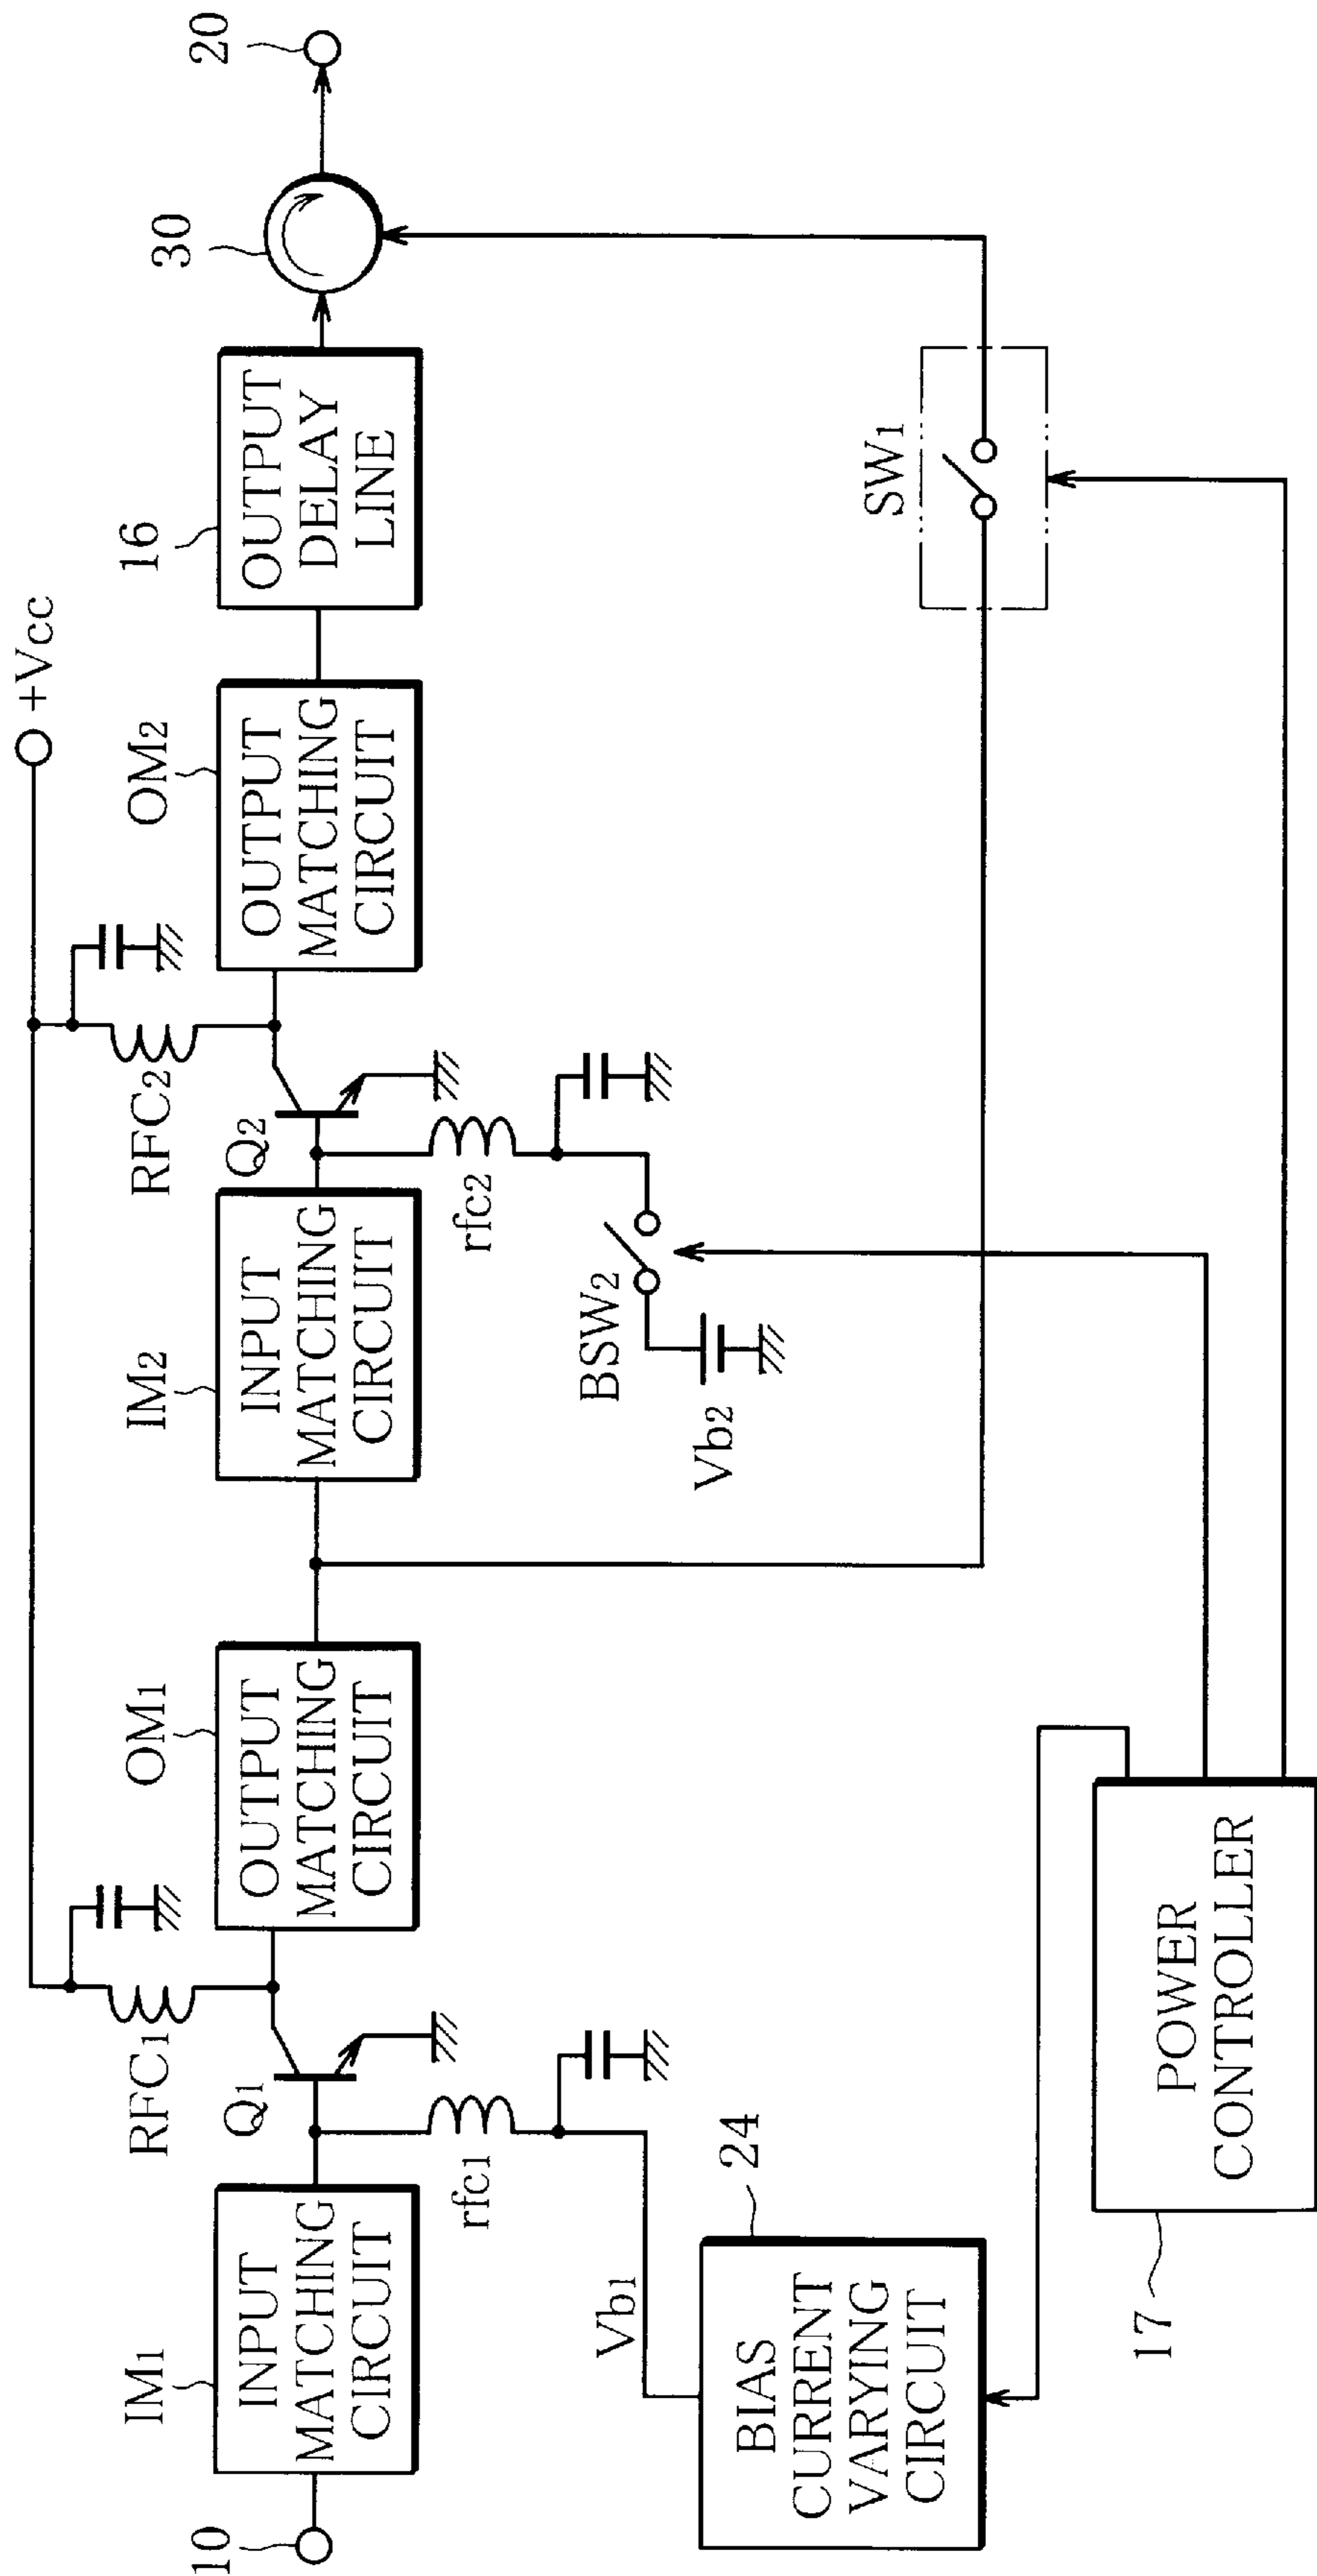 +Vcc
RFC1
RFC2
10
IM1
INPUT
MATCHING
CIRCUIT
Q1
OM1
OUTPUT
MATCHING
CIRCUIT
IM2
INPUT
MATCHING
CIRCUIT
Q2
OM2
OUTPUT
MATCHING
CIRCUIT
16
OUTPUT
DELAY
LINE
30
20
rfc1
rfc2
Vb1
BSW2
Vb2
24
BIAS
CURRENT
VARYING
CIRCUIT
SW1
17
POWER
CONTROLLER